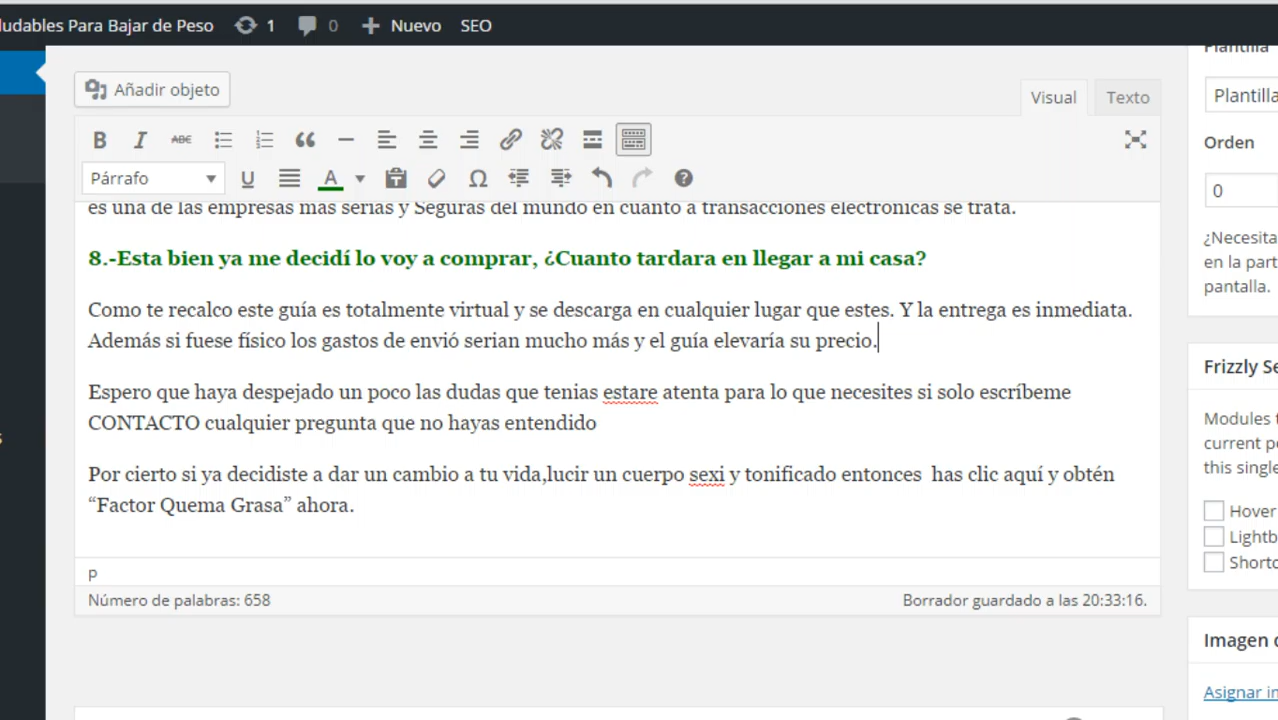 ludables Para Bajar de Peso 1 0 Nuevo SEO
Plantilla
Añadir objeto
Visual Texto
Plantilla
B I ABC
Orden
Párrafo U A Ω
0
es una de las empresas mas serias y Seguras del mundo en cuanto a transacciones electronicas se trata.
8.-Esta bien ya me decidí lo voy a comprar, ¿Cuanto tardara en llegar a mi casa?
¿Necesita
en la part
pantalla.
Como te recalco este guía es totalmente virtual y se descarga en cualquier lugar que estes. Y la entrega es inmediata.
Además si fuese físico los gastos de envió serian mucho más y el guía elevaría su precio.
Frizzly Se
Espero que haya despejado un poco las dudas que tenias estare atenta para lo que necesites si solo escríbeme
CONTACTO cualquier pregunta que no hayas entendido
Modules t
current po
this single
Por cierto si ya decidiste a dar un cambio a tu vida,lucir un cuerpo sexi y tonificado entonces  has clic aquí y obtén
“Factor Quema Grasa” ahora.
Hover
Lightb
Shortc
p
Número de palabras: 658 Borrador guardado a las 20:33:16.
Imagen d
Asignar in